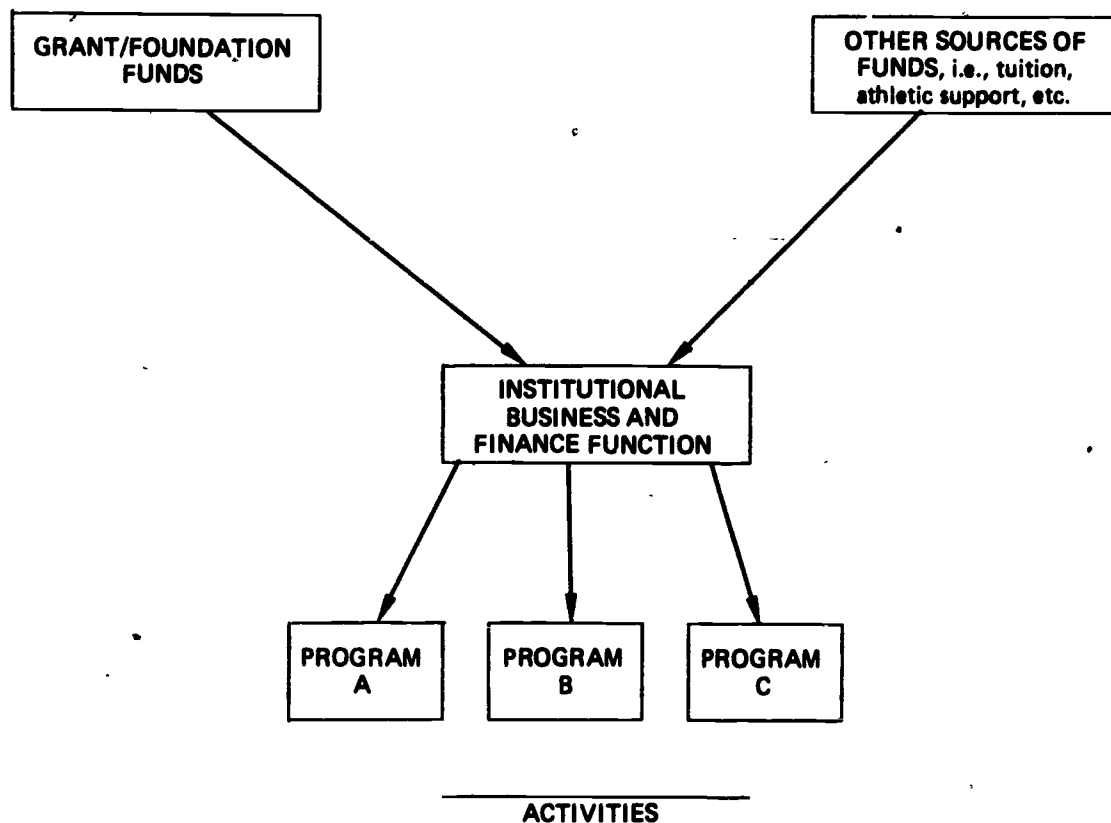 GRANT/FOUNDATION
FUNDS
OTHER SOURCES OF
FUNDS, i.e., tuition,
athletic support, etc.
INSTITUTIONAL
BUSINESS AND
FINANCE FUNCTION
PROGRAM
A
PROGRAM
B
PROGRAM
C
ACTIVITIES